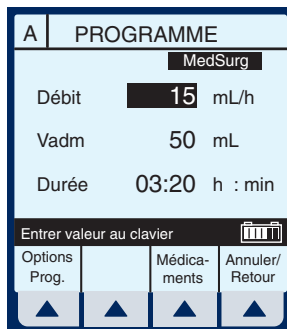 A PROGRAMME
MedSurg
Débit 15 mL/h
Vadm 50 mL
Durée 03:20 h : min
Entrer valeur au clavier
Options Prog.
Médica-
ments
Annuler/
Retour